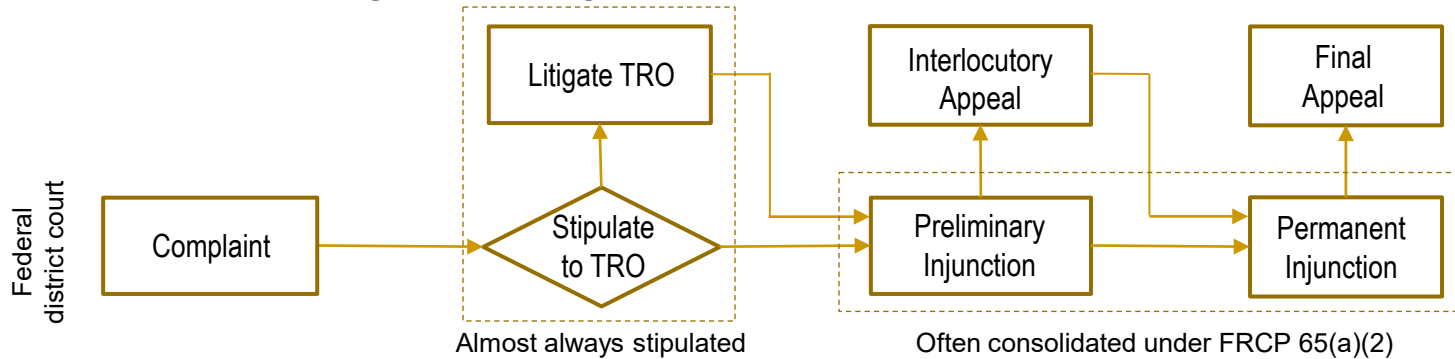 Litigate TRO
Interlocutory
Appeal
Final
Appeal
Federal
district court
Complaint
Stipulate
to TRO
Preliminary
Injunction
Permanent
Injunction
Almost always stipulated
Often consolidated under FRCP 65(a)(2)